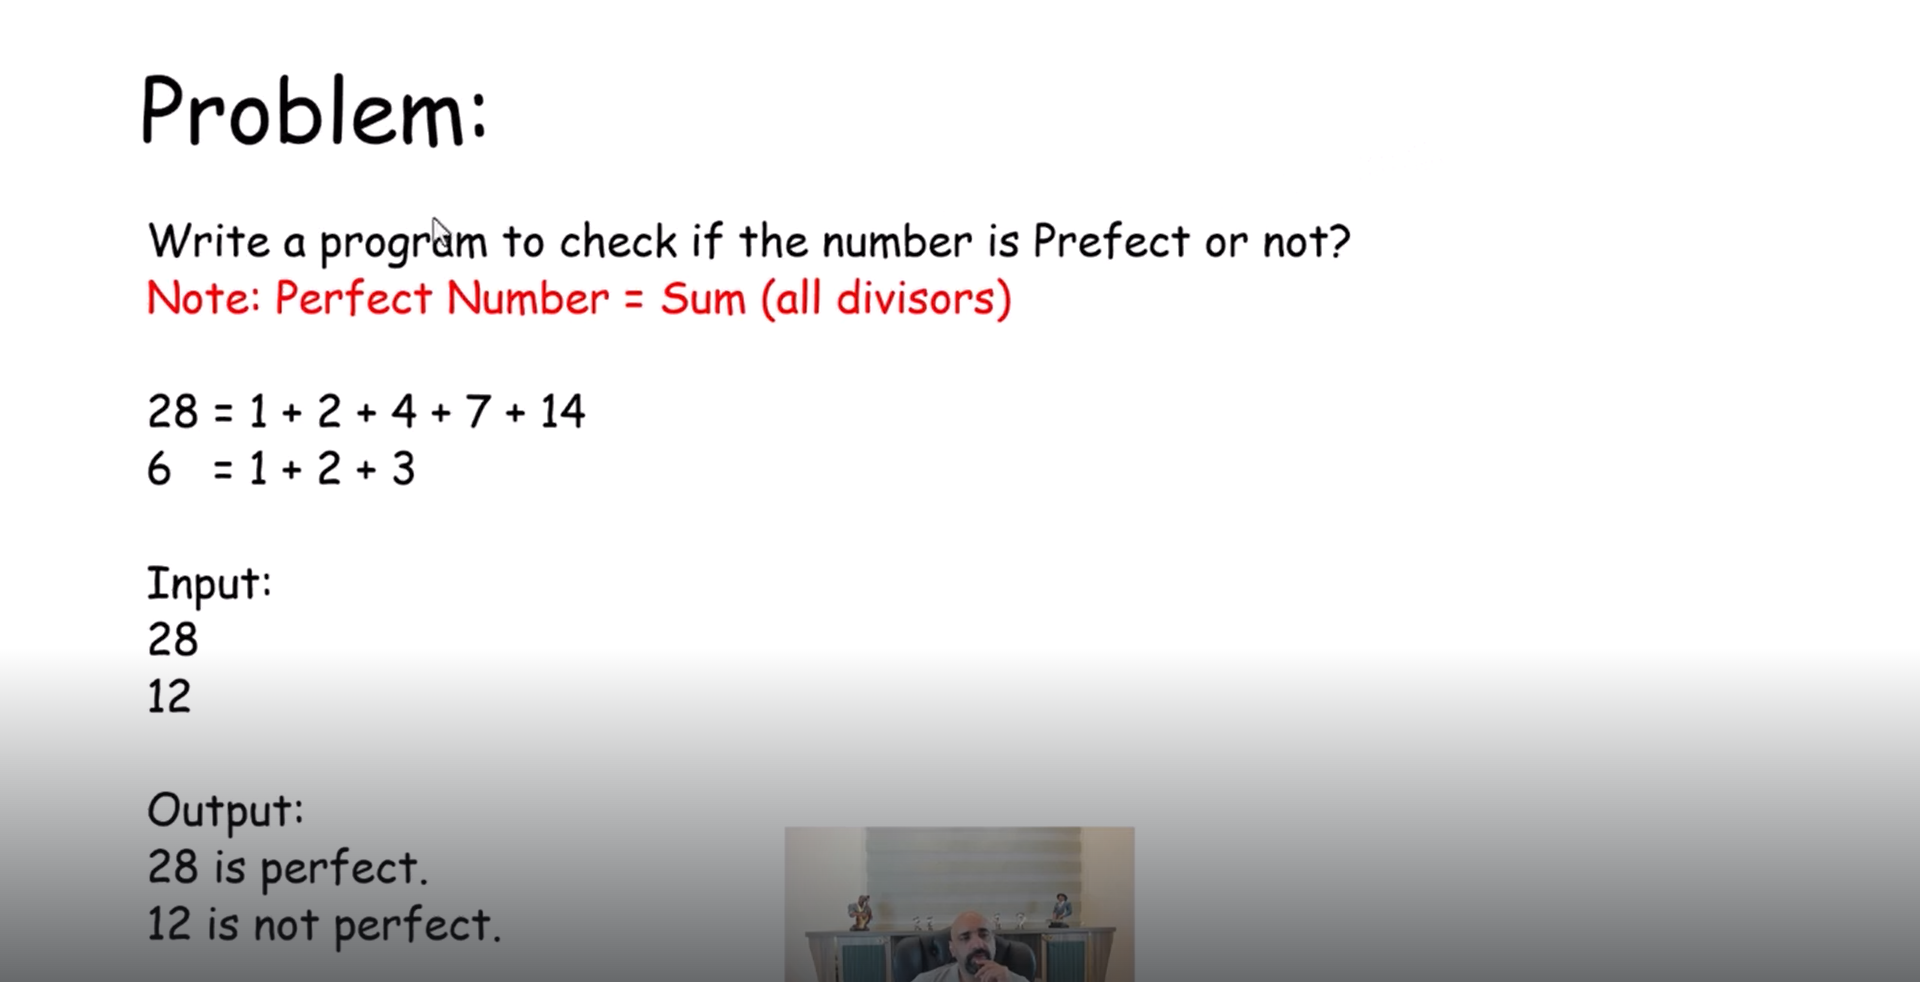 Problem:
Write a program to check if the number is Prefect or not?
Note: Perfect Number = Sum (all divisors)
28 = 1 + 2 + 4 + 7 + 14
6 = 1 + 2 + 3
Input:
28
12
Output:
28 is perfect.
12 is not perfect.